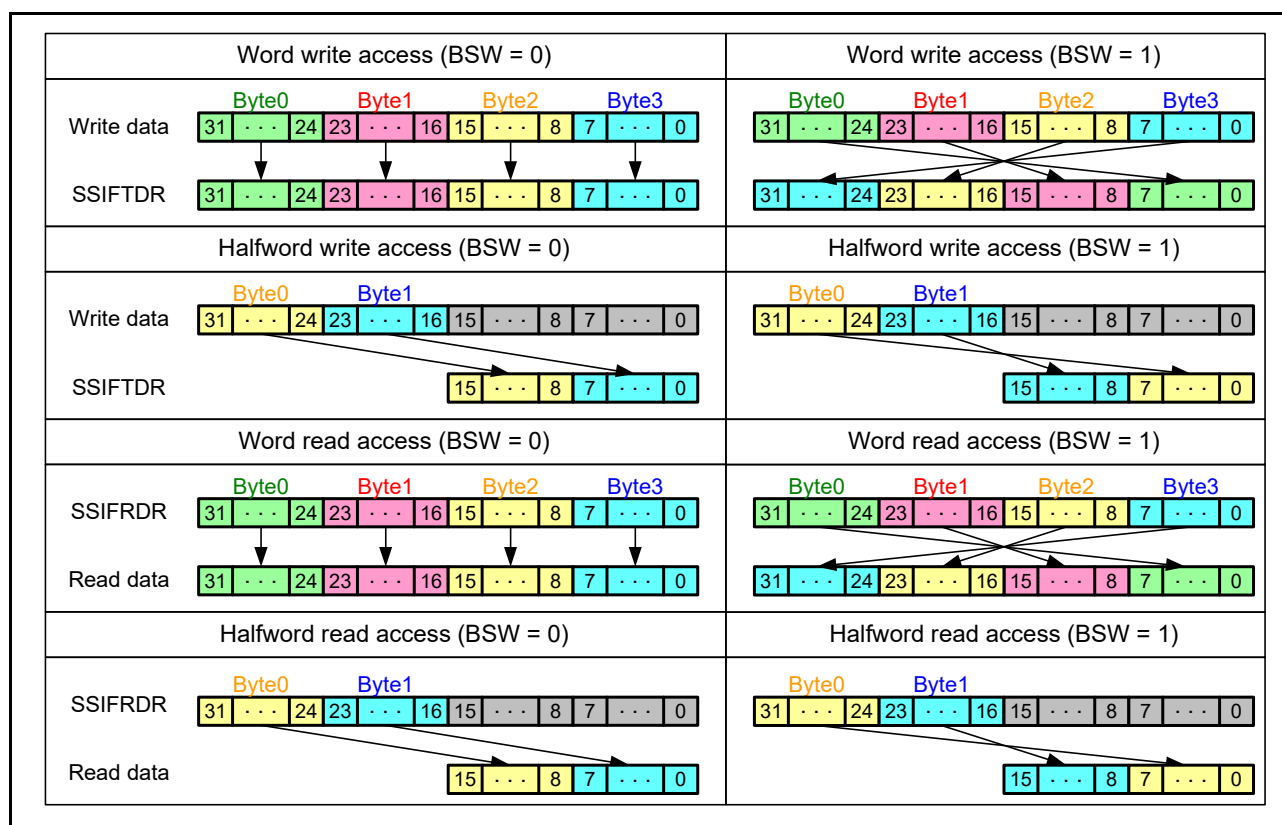 Word write access (BSW = 0) Word write access (BSW = 1)
Byte0 Byte1 Byte2 Byte3 Byte0 Byte1 Byte2 Byte3
Write data 31 ··· 24 23 ··· 16 15 ··· 8 7 ··· 0 31 ··· 24 23 ··· 16 15 ··· 8 7 ··· 0
SSIFTDR 31 ··· 24 23 ··· 16 15 ··· 8 7 ··· 0 31 ··· 24 23 ··· 16 15 ··· 8 7 ··· 0
Halfword write access (BSW = 0) Halfword write access (BSW = 1)
Byte0 Byte1 Byte0 Byte1
Write data 31 ··· 24 23 ··· 16 15 ··· 8 7 ··· 0 31 ··· 24 23 ··· 16 15 ··· 8 7 ··· 0
SSIFTDR 15 ··· 8 7 ··· 0 15 ··· 8 7 ··· 0
Word read access (BSW = 0) Word read access (BSW = 1)
Byte0 Byte1 Byte2 Byte3 Byte0 Byte1 Byte2 Byte3
SSIFRDR 31 ··· 24 23 ··· 16 15 ··· 8 7 ··· 0 31 ··· 24 23 ··· 16 15 ··· 8 7 ··· 0
Read data 31 ··· 24 23 ··· 16 15 ··· 8 7 ··· 0 31 ··· 24 23 ··· 16 15 ··· 8 7 ··· 0
Halfword read access (BSW = 0) Halfword read access (BSW = 1)
Byte0 Byte1 Byte0 Byte1
SSIFRDR 31 ··· 24 23 ··· 16 15 ··· 8 7 ··· 0 31 ··· 24 23 ··· 16 15 ··· 8 7 ··· 0
Read data 15 ··· 8 7 ··· 0 15 ··· 8 7 ··· 0